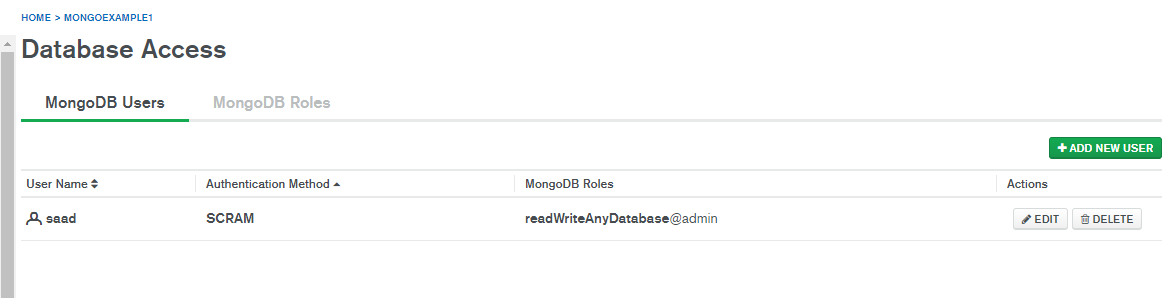 HOME > MONGOEXAMPLE1
Database Access
MongoDB Users MongoDB Roles
+ ADD NEW USER
User Name Authentication Method MongoDB Roles Actions
saad SCRAM readWriteAnyDatabase@admin EDIT DELETE